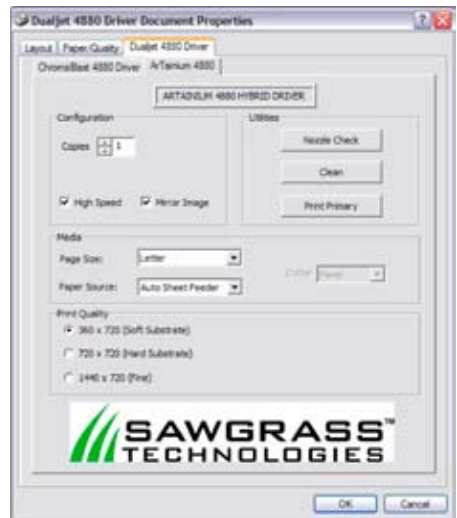 Dualjet 4880 Driver Document Properties
Layout Paper/Quality Dualjet 4880 Driver
ChromaBlast 4880 Driver ArTainium 4880
ARTAINIUM 4880 HYBRID DRIVER
Configuration
Copies 1
High Speed Mirror Image
Utilities
Nozzle Check
Clean
Print Primary
Media
Page Size: Letter
Paper Source: Auto Sheet Feeder
Print Quality
360 x 720 (Soft Substrate)
720 x 720 (Hard Substrate)
1440 x 720 (Fine)
SAWGRASS™
TECHNOLOGIES
OK Cancel